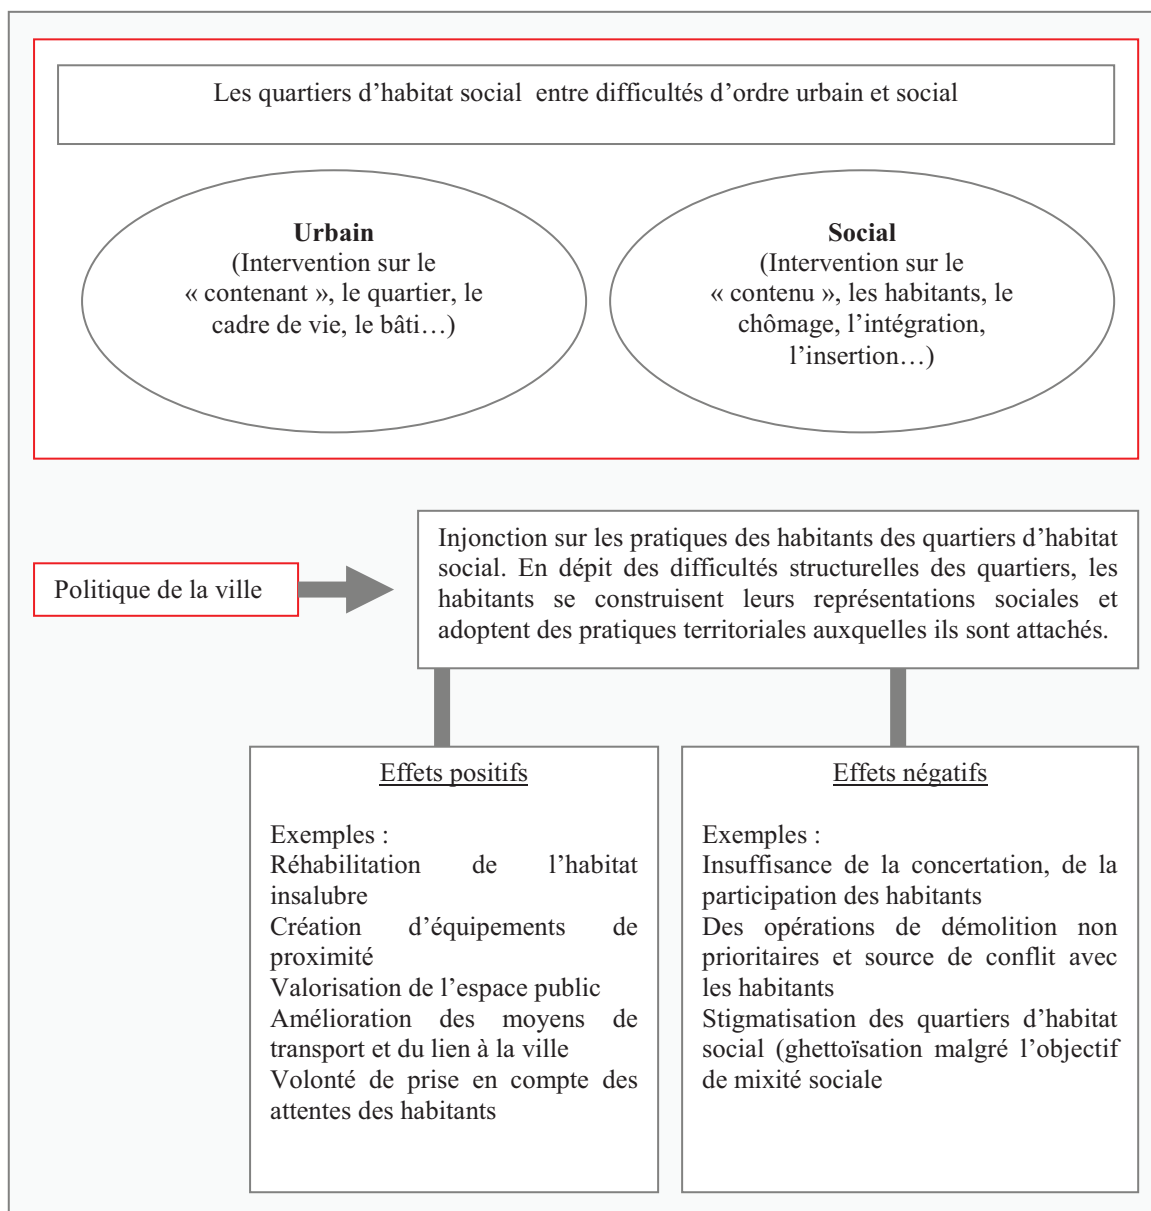 Les quartiers d’habitat social entre difficultés d’ordre urbain et social
Urbain
(Intervention sur le
« contenant », le quartier, le
cadre de vie, le bâti…)
Social
(Intervention sur le
« contenu », les habitants, le
chômage, l’intégration,
l’insertion…)
Politique de la ville
Injonction sur les pratiques des habitants des quartiers d’habitat
social. En dépit des difficultés structurelles des quartiers, les
habitants se construisent leurs représentations sociales et
adoptent des pratiques territoriales auxquelles ils sont attachés.
Effets positifs
Exemples :
Réhabilitation de l’habitat
insalubre
Création d’équipements de
proximité
Valorisation de l’espace public
Amélioration des moyens de
transport et du lien à la ville
Volonté de prise en compte des
attentes des habitants
Effets négatifs
Exemples :
Insuffisance de la concertation, de la
participation des habitants
Des opérations de démolition non
prioritaires et source de conflit avec
les habitants
Stigmatisation des quartiers d’habitat
social (ghettoïsation malgré l’objectif
de mixité sociale